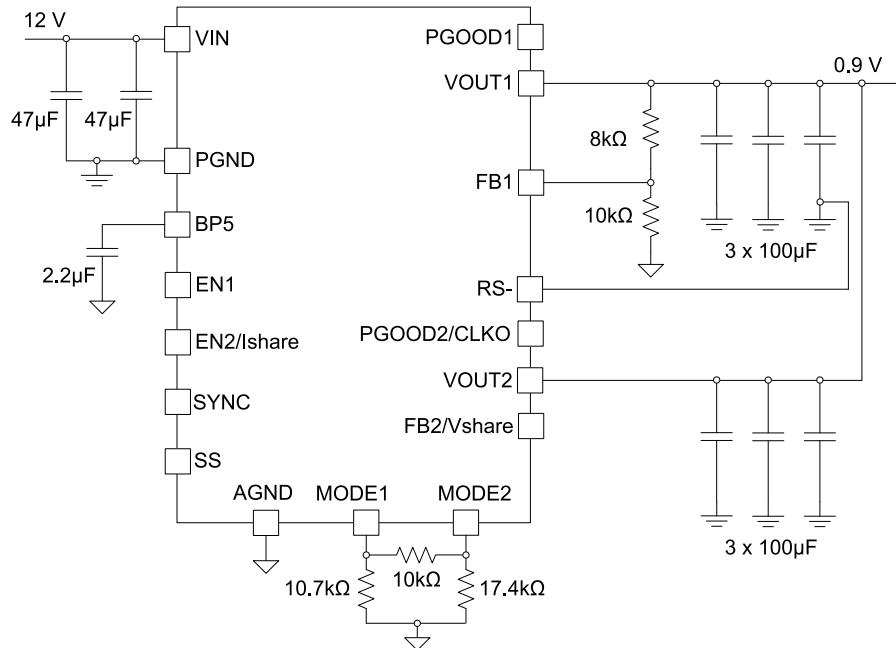 12 V
VIN
PGOOD1
VOUT1
0.9 V
47µF
47µF
8kΩ
PGND
FB1
10kΩ
BP5
3 x 100µF
2.2µF
EN1
RS-
EN2/Ishare
PGOOD2/CLKO
VOUT2
SYNC
FB2/Vshare
SS
AGND
MODE1
MODE2
3 x 100µF
10.7kΩ
10kΩ
17.4kΩ